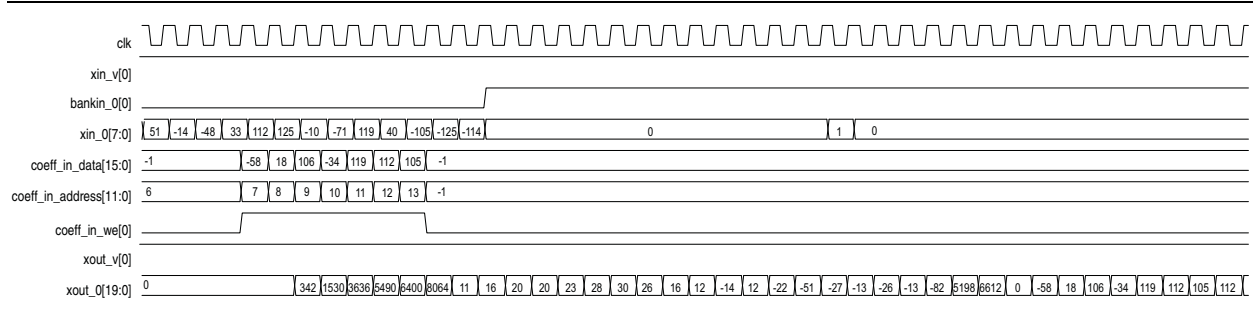 clk
xin_v[0]
bankin_0[0]
xin_0[7:0] 51 -14 -48 33 112 125 -10 -71 119 40 -105 -125 -114 0 1 0
coeff_in_data[15:0] -1 -58 18 106 -34 119 112 105 -1
coeff_in_address[11:0] 6 7 8 9 10 11 12 13 -1
coeff_in_we[0]
xout_v[0]
xout_0[19:0] 0 342 1530 3636 5490 6400 8064 11 16 20 20 23 28 30 26 16 12 -14 12 -22 -51 -27 -13 -26 -13 -82 5198 6612 0 -58 18 106 -34 119 112 105 112